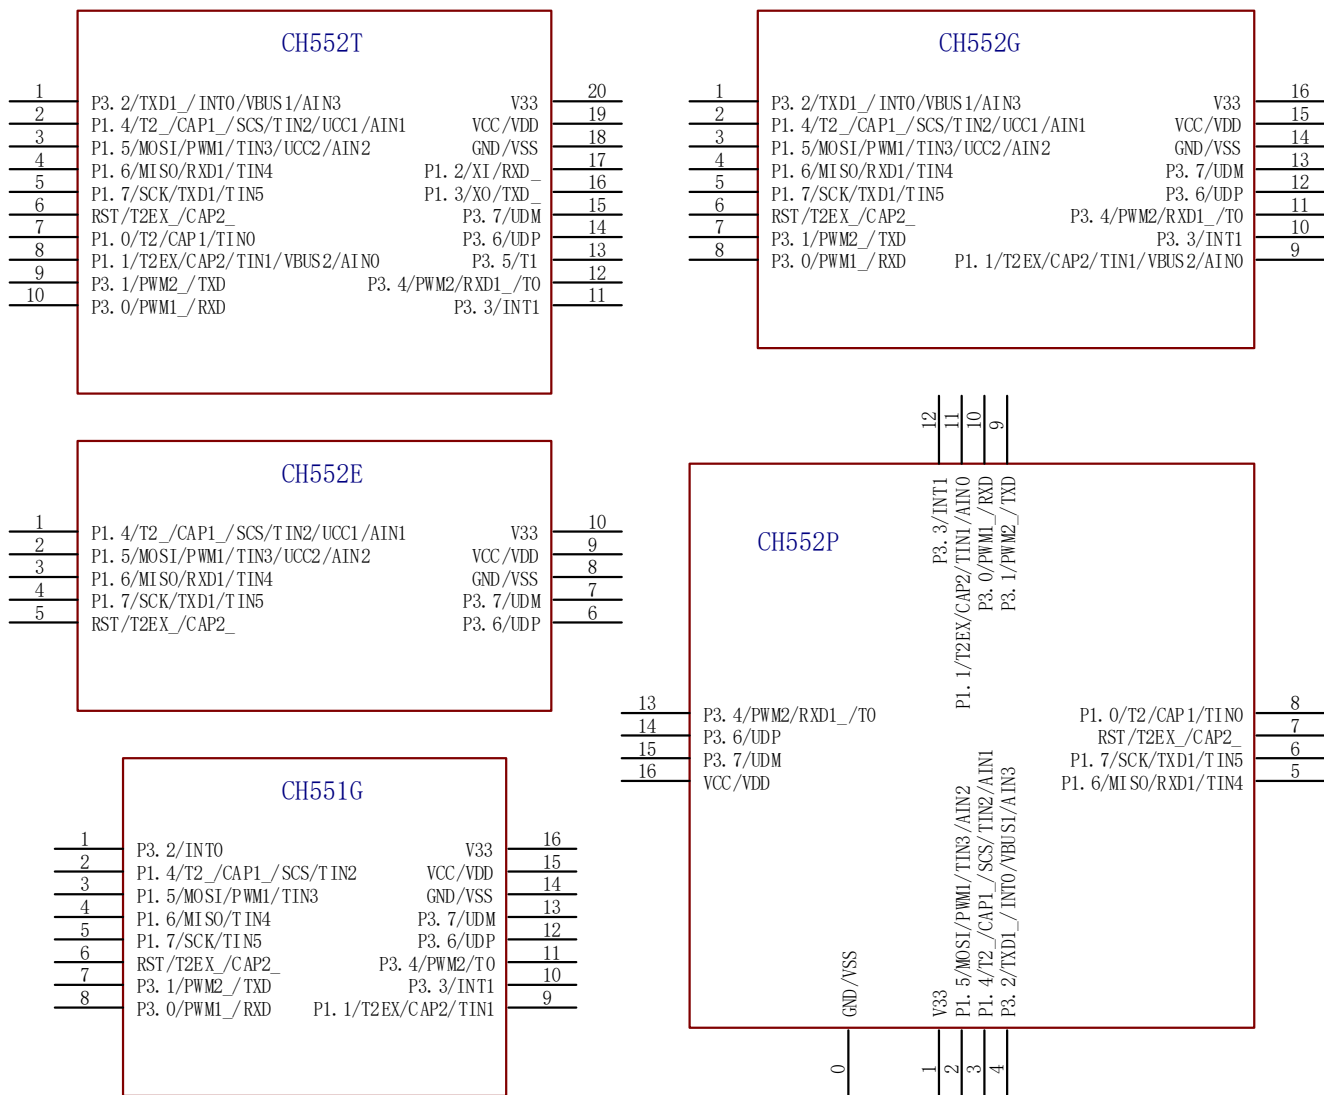 CH552T
1 P3.2/TXD1_/INT0/VBUS1/AIN3 V33 20
2 P1.4/T2_/CAP1_/SCS/TIN2/UCC1/AIN1 VCC/VDD 19
3 P1.5/MOSI/PWM1/TIN3/UCC2/AIN2 GND/VSS 18
4 P1.6/MISO/RXD1/TIN4 P1.2/XI/RXD_ 17
5 P1.7/SCK/TXD1/TIN5 P1.3/XO/TXD_ 16
6 RST/T2EX_/CAP2_ P3.7/UDM 15
7 P1.0/T2/CAP1/TIN0 P3.6/UDP 14
8 P1.1/T2EX/CAP2/TIN1/VBUS2/AIN0 P3.5/T1 13
9 P3.1/PWM2_/TXD P3.4/PWM2/RXD1_/T0 12
10 P3.0/PWM1_/RXD P3.3/INT1 11
CH552G
1 P3.2/TXD1_/INT0/VBUS1/AIN3 V33 16
2 P1.4/T2_/CAP1_/SCS/TIN2/UCC1/AIN1 VCC/VDD 15
3 P1.5/MOSI/PWM1/TIN3/UCC2/AIN2 GND/VSS 14
4 P1.6/MISO/RXD1/TIN4 P3.7/UDM 13
5 P1.7/SCK/TXD1/TIN5 P3.6/UDP 12
6 RST/T2EX_/CAP2_ P3.4/PWM2/RXD1_/T0 11
7 P3.1/PWM2_/TXD P3.3/INT1 10
8 P3.0/PWM1_/RXD P1.1/T2EX/CAP2/TIN1/VBUS2/AIN0 9
CH552E
1 P1.4/T2_/CAP1_/SCS/TIN2/UCC1/AIN1 V33 10
2 P1.5/MOSI/PWM1/TIN3/UCC2/AIN2 VCC/VDD 9
3 P1.6/MISO/RXD1/TIN4 GND/VSS 8
4 P1.7/SCK/TXD1/TIN5 P3.7/UDM 7
5 RST/T2EX_/CAP2_ P3.6/UDP 6
CH551G
1 P3.2/INT0 V33 16
2 P1.4/T2_/CAP1_/SCS/TIN2 VCC/VDD 15
3 P1.5/MOSI/PWM1/TIN3 GND/VSS 14
4 P1.6/MISO/TIN4 P3.7/UDM 13
5 P1.7/SCK/TIN5 P3.6/UDP 12
6 RST/T2EX_/CAP2_ P3.4/PWM2/T0 11
7 P3.1/PWM2_/TXD P3.3/INT1 10
8 P3.0/PWM1_/RXD P1.1/T2EX/CAP2/TIN1 9
CH552P
12 P3.3/INT1
11 P1.1/T2EX/CAP2/TIN1/AIN0
10 P3.0/PWM1_/RXD
9 P3.1/PWM2_/TXD
13 P3.4/PWM2/RXD1_/T0 P1.0/T2/CAP1/TIN0 8
14 P3.6/UDP RST/T2EX_/CAP2_ 7
15 P3.7/UDM P1.7/SCK/TXD1/TIN5 6
16 VCC/VDD P1.6/MISO/RXD1/TIN4 5
0 GND/VSS
1 V33
2 P1.5/MOSI/PWM1/TIN3/AIN2
3 P1.4/T2_/CAP1_/SCS/TIN2/AIN1
4 P3.2/TXD1_/INT0/VBUS1/AIN3